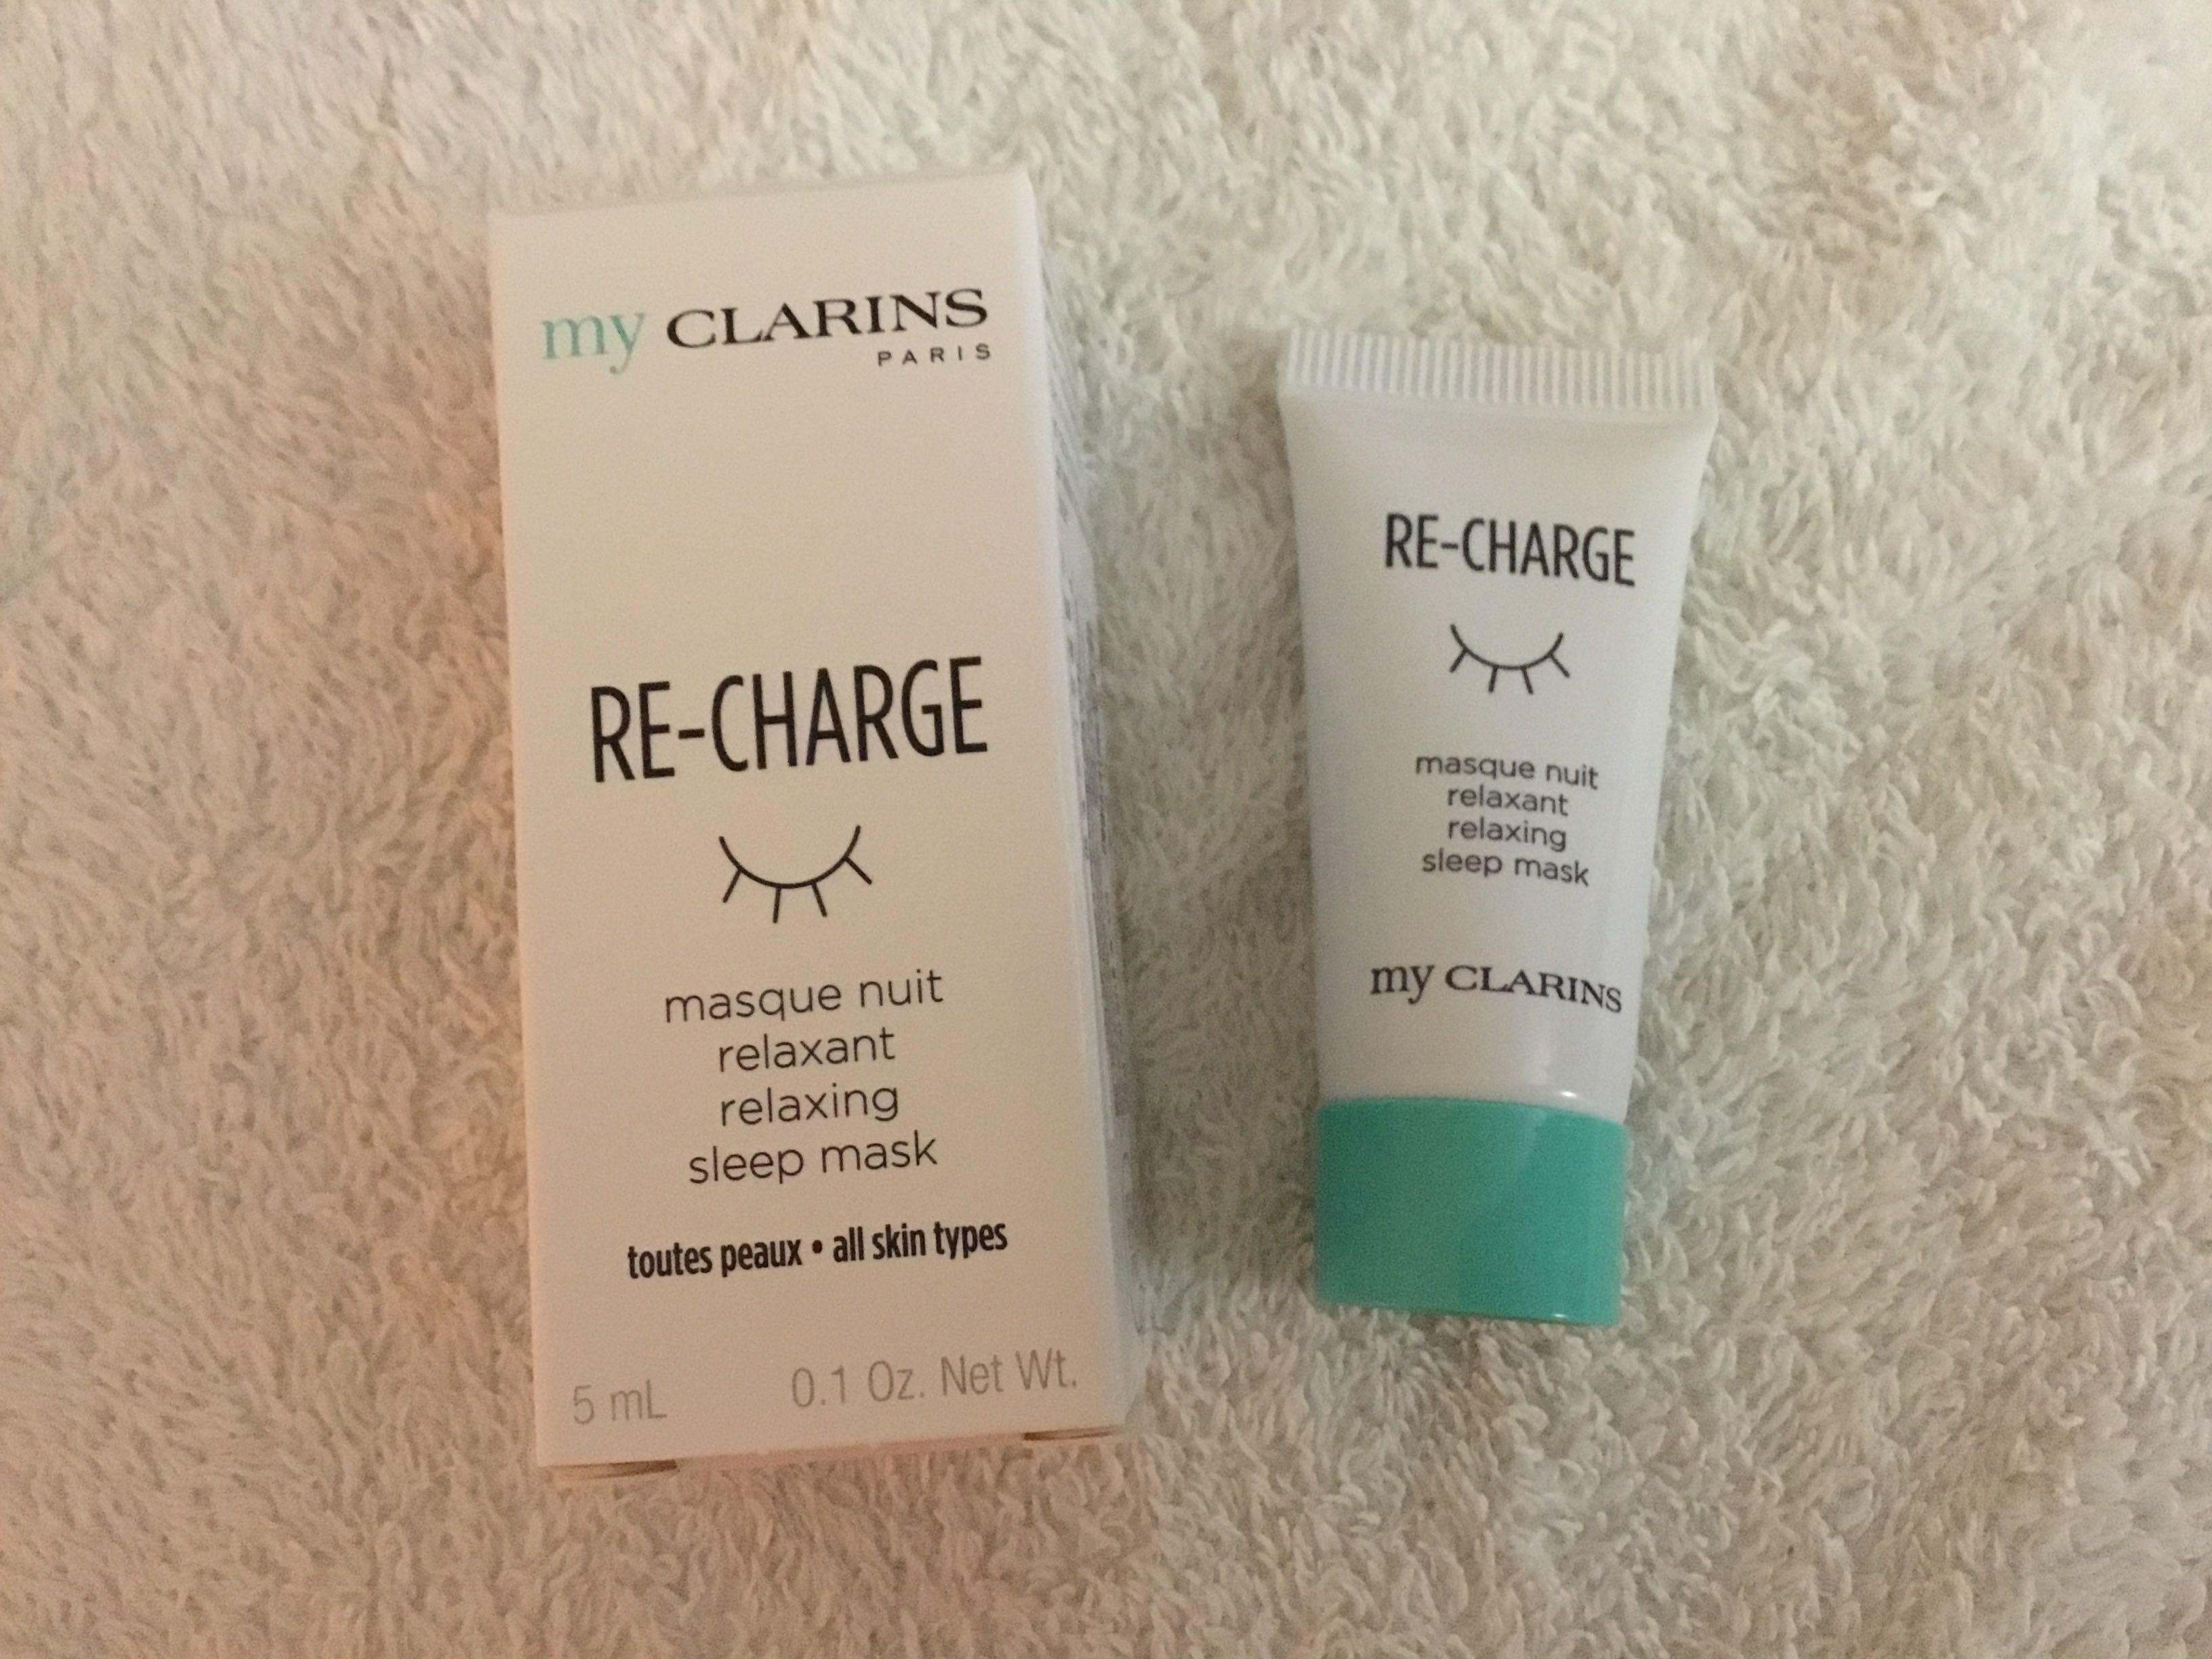 my CLARINS
PARIS
RE-CHARGE
masque nuit
relaxant
relaxing
sleep mask
toutes peaux • all skin types
5 mL 0.1 Oz. Net Wt.
RE-CHARGE
masque nuit
relaxant
relaxing
sleep mask
my CLARINS